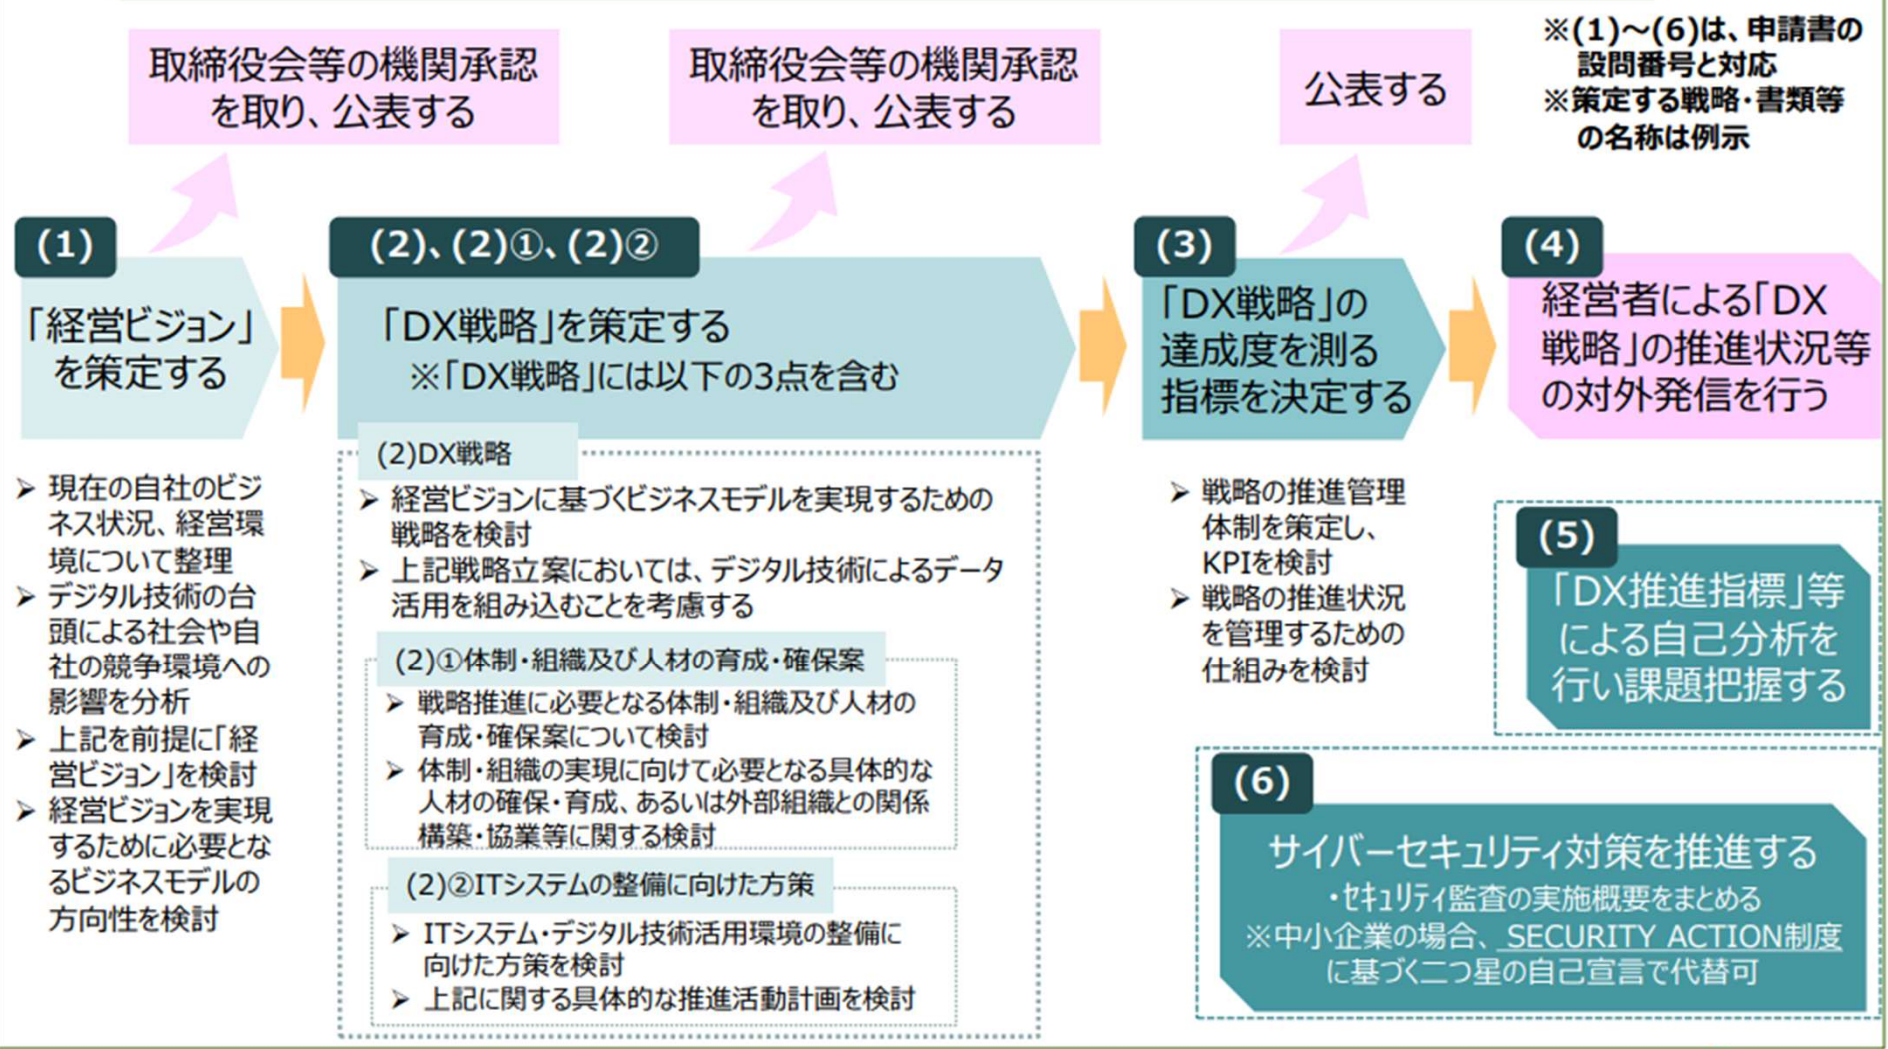 取締役会等の機関承認
を取り、公表する
取締役会等の機関承認
を取り、公表する
公表する
※(1)～(6)は、申請書の
設問番号と対応
※策定する戦略・書類等
の名称は例示
(1)
「経営ビジョン」
を策定する
➢ 現在の自社のビジ
ネス状況、経営環
境について整理
➢ デジタル技術の台
頭による社会や自
社の競争環境への
影響を分析
➢ 上記を前提に「経
営ビジョン」を検討
➢ 経営ビジョンを実現
するために必要とな
るビジネスモデルの
方向性を検討
(2)、(2)①、(2)②
「DX戦略」を策定する
※「DX戦略」には以下の3点を含む
(2)DX戦略
➢ 経営ビジョンに基づくビジネスモデルを実現するための
戦略を検討
➢ 上記戦略立案においては、デジタル技術によるデータ
活用を組み込むことを考慮する
(2)①体制・組織及び人材の育成・確保案
➢ 戦略推進に必要となる体制・組織及び人材の
育成・確保案について検討
➢ 体制・組織の実現に向けて必要となる具体的な
人材の確保・育成、あるいは外部組織との関係
構築・協業等に関する検討
(2)②ITシステムの整備に向けた方策
➢ ITシステム・デジタル技術活用環境の整備に
向けた方策を検討
➢ 上記に関する具体的な推進活動計画を検討
(3)
「DX戦略」の
達成度を測る
指標を決定する
➢ 戦略の推進管理
体制を策定し、
KPIを検討
➢ 戦略の推進状況
を管理するための
仕組みを検討
(4)
経営者による「DX
戦略」の推進状況等
の対外発信を行う
(5)
「DX推進指標」等
による自己分析を
行い課題把握する
(6)
サイバーセキュリティ対策を推進する
・セキュリティ監査の実施概要をまとめる
※中小企業の場合、SECURITY ACTION制度
に基づく二つ星の自己宣言で代替可